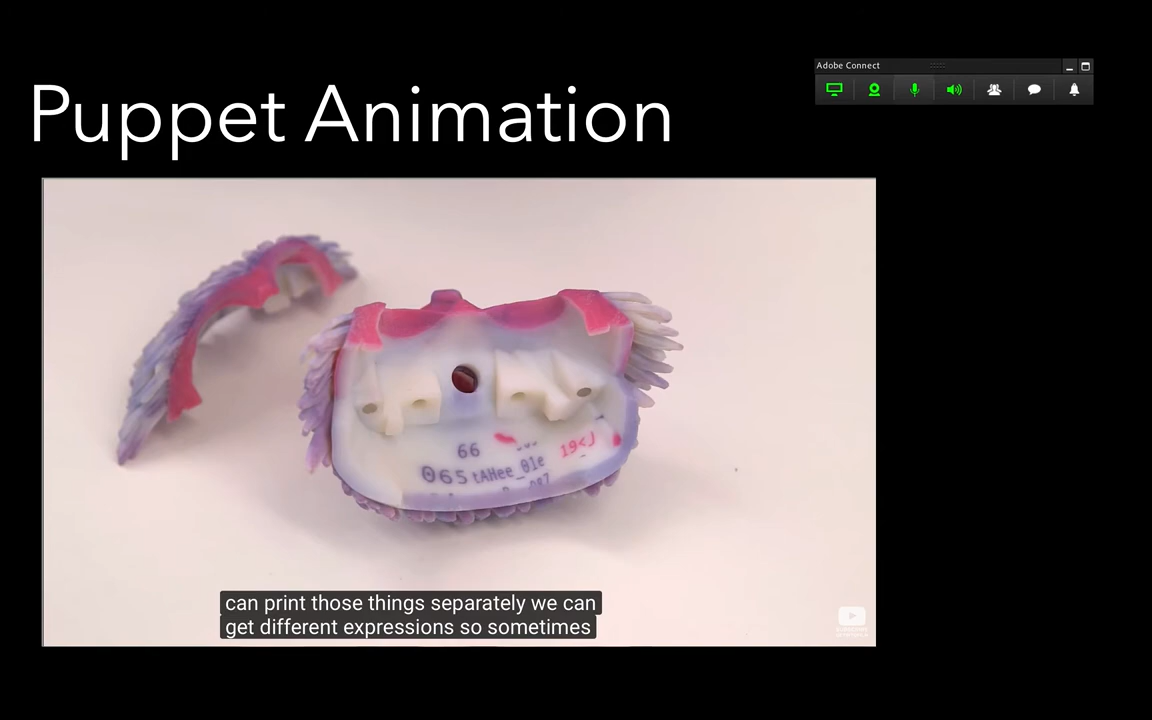 Adobe Connect
Puppet Animation
66
19<J
065 tAHee_01e
can print those things separately we can
get different expressions so sometimes